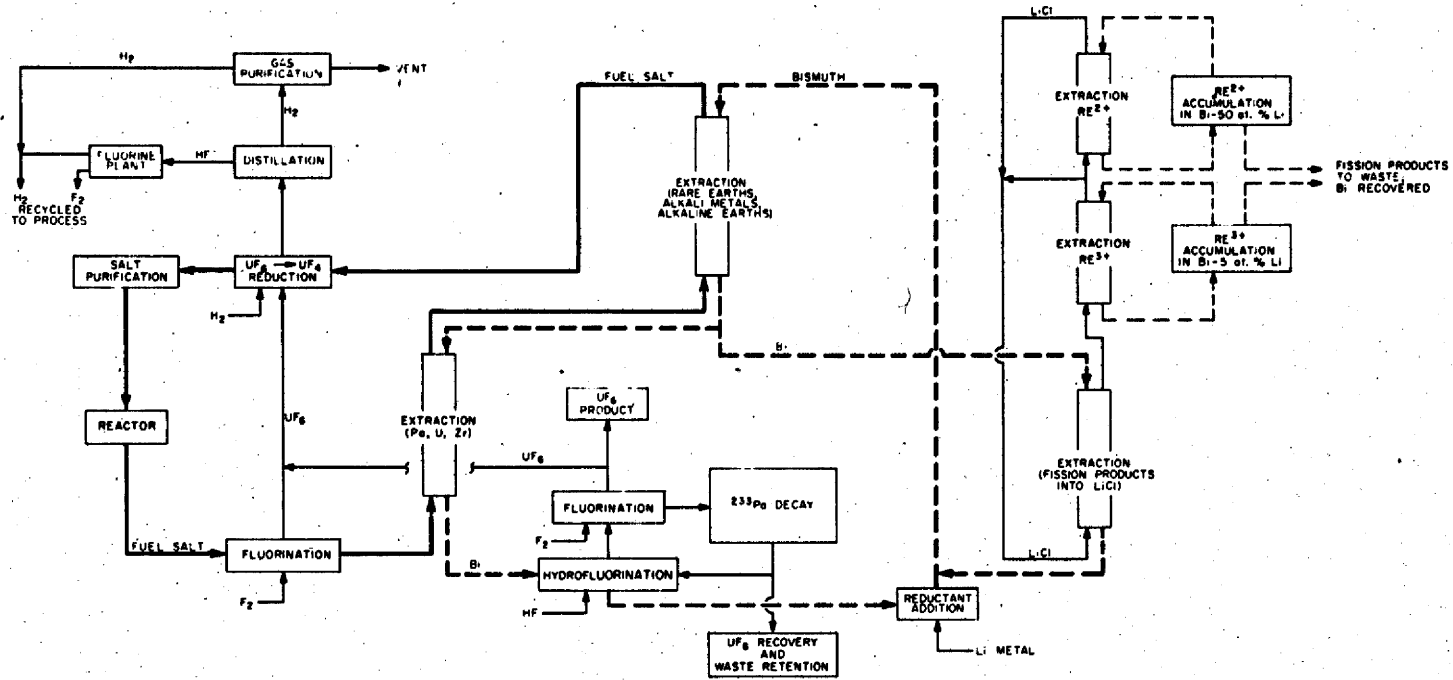 H2
GAS
PURIFICATION
VENT
H2
FLUORINE
PLANT
HF
DISTILLATION
H2
F2
RECYCLED
TO PROCESS
SALT
PURIFICATION
UF6 → UF4
REDUCTION
H2
REACTOR
UF6
FUEL SALT
FLUORINATION
F2
FUEL SALT
BISMUTH
EXTRACTION
(RARE EARTHS,
ALKALI METALS,
ALKALINE EARTHS)
EXTRACTION
(Pa, U, Zr)
Bi
Bi
UF6
PRODUCT
UF6
FLUORINATION
F2
233Pa DECAY
HYDROFLUORINATION
HF
UF6 RECOVERY
AND
WASTE RETENTION
REDUCTANT
ADDITION
Li METAL
LiCl
EXTRACTION
RE2+
RE2+
ACCUMULATION
IN Bi-50 at. % Li
FISSION PRODUCTS
TO WASTE,
Bi RECOVERED
EXTRACTION
RE3+
RE3+
ACCUMULATION
IN Bi-5 at. % Li
EXTRACTION
(FISSION PRODUCTS
INTO LiCl)
LiCl